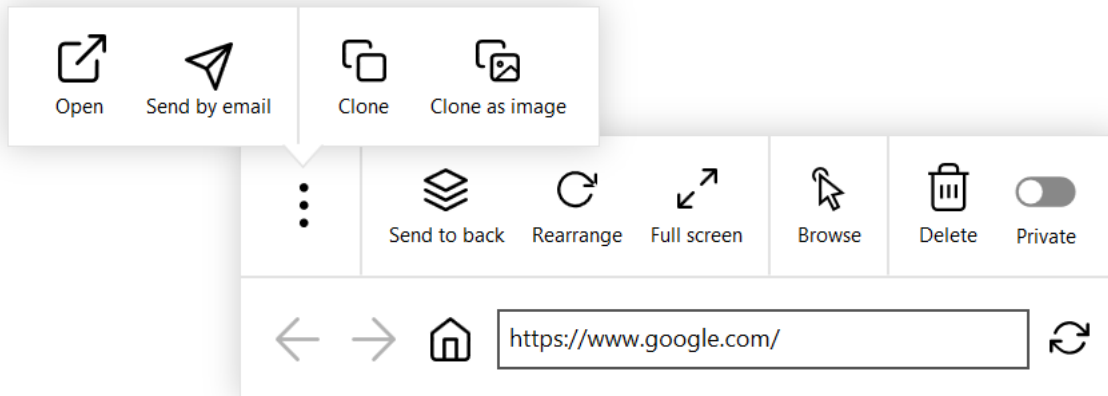 Open Send by email Clone Clone as image
Send to back Rearrange Full screen Browse Delete Private
https://www.google.com/